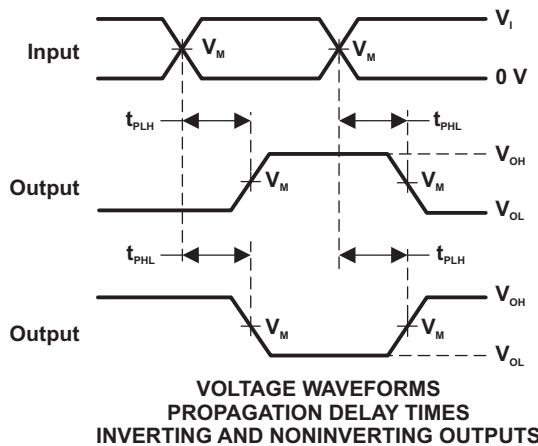 Input
V_I
V_M
V_M
0 V
t_PLH
t_PHL
V_OH
Output
V_M
V_M
V_OL
t_PHL
t_PLH
V_OH
Output
V_M
V_M
V_OL
VOLTAGE WAVEFORMS
PROPAGATION DELAY TIMES
INVERTING AND NONINVERTING OUTPUTS